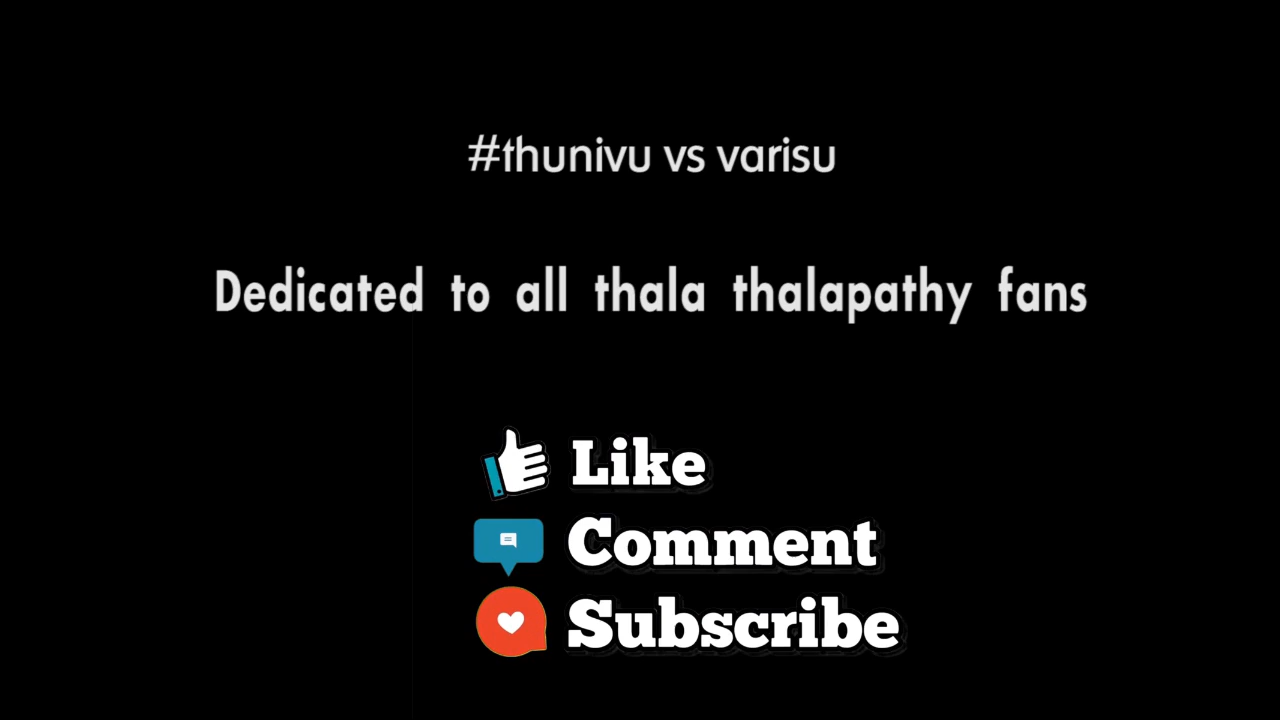 #thunivu vs varisu
Dedicated to all thala thalapathy fans
Like
Comment
Subscribe